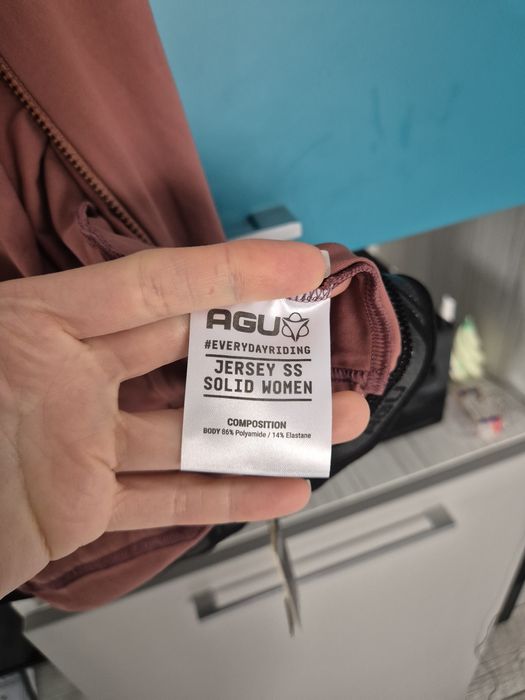 AGU
#EVERYDAYRIDING
JERSEY SS
SOLID WOMEN
COMPOSITION
BODY 86% Polyamide / 14% Elastane